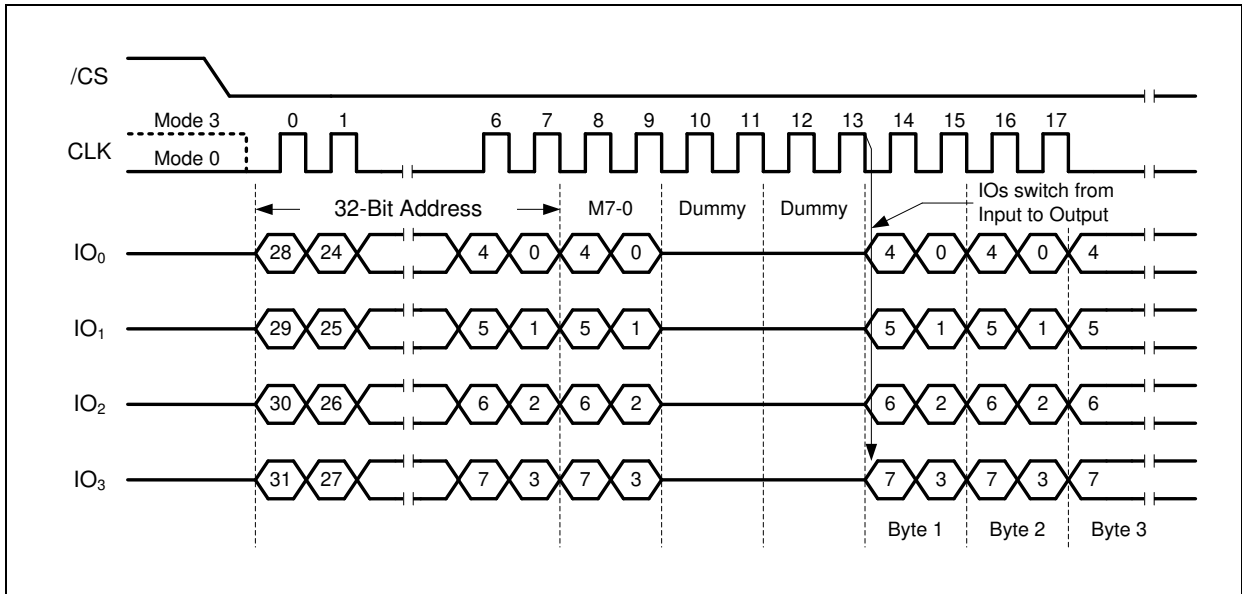 /CS
Mode 3 0 1 6 7 8 9 10 11 12 13 14 15 16 17
CLK
Mode 0
IOs switch from
32-Bit Address M7-0 Dummy Dummy
Input to Output
IO₀ 28 24 4 0 4 0 4 0 4 0 4
IO₁ 29 25 5 1 5 1 5 1 5 1 5
IO₂ 30 26 6 2 6 2 6 2 6 2 6
IO₃ 31 27 7 3 7 3 7 3 7 3 7
Byte 1 Byte 2 Byte 3